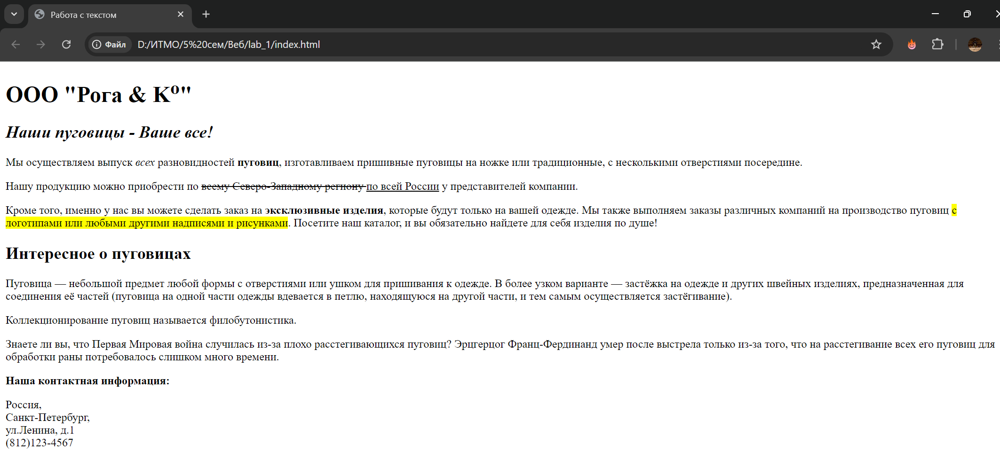 Работа с текстом
Файл D:/ИТМО/5%20сем/Веб/lab_1/index.html
ООО "Рога & Kº"
Наши пуговицы - Ваше все!
Мы осуществляем выпуск всех разновидностей пуговиц, изготавливаем пришивные пуговицы на ножке или традиционные, с несколькими отверстиями посередине.
Нашу продукцию можно приобрести по всему Северо-Западному региону по всей России у представителей компании.
Кроме того, именно у нас вы можете сделать заказ на эксклюзивные изделия, которые будут только на вашей одежде. Мы также выполняем заказы различных компаний на производство пуговиц с
логотипами или любыми другими надписями и рисунками. Посетите наш каталог, и вы обязательно найдете для себя изделия по душе!
Интересное о пуговицах
Пуговица — небольшой предмет любой формы с отверстиями или ушком для пришивания к одежде. В более узком варианте — застёжка на одежде и других швейных изделиях, предназначенная для
соединения её частей (пуговица на одной части одежды вдевается в петлю, находящуюся на другой части, и тем самым осуществляется застёгивание).
Коллекционирование пуговиц называется филобутонистика.
Знаете ли вы, что Первая Мировая война случилась из-за плохо расстегивающихся пуговиц? Эрцгерцог Франц-Фердинанд умер после выстрела только из-за того, что на расстегивание всех его пуговиц для
обработки раны потребовалось слишком много времени.
Наша контактная информация:
Россия,
Санкт-Петербург,
ул.Ленина, д.1
(812)123-4567